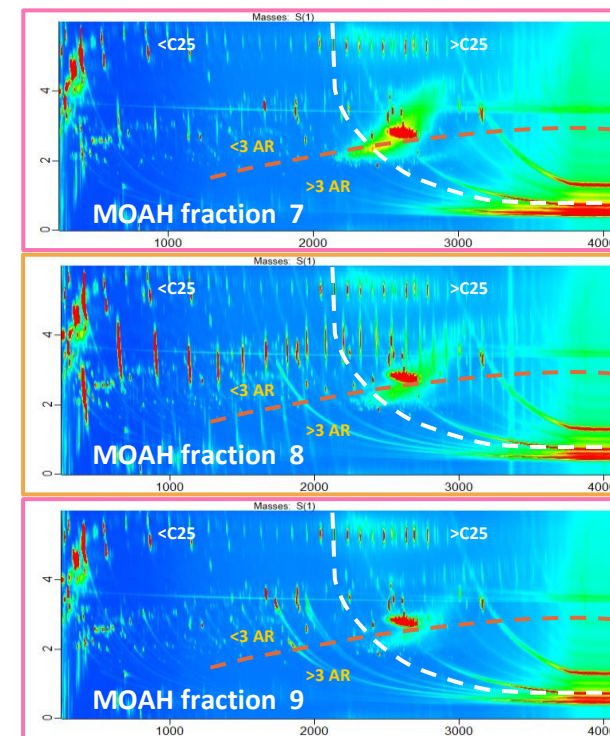 Masses: S(1)
<C25 >C25
4
<3 AR
2
>3 AR
MOAH fraction 7
0
1000 2000 3000 4000
Masses: S(1)
<C25 >C25
4
<3 AR
2
>3 AR
MOAH fraction 8
0
1000 2000 3000 4000
Masses: S(1)
<C25 >C25
4
<3 AR
2
>3 AR
MOAH fraction 9
0
1000 2000 3000 4000